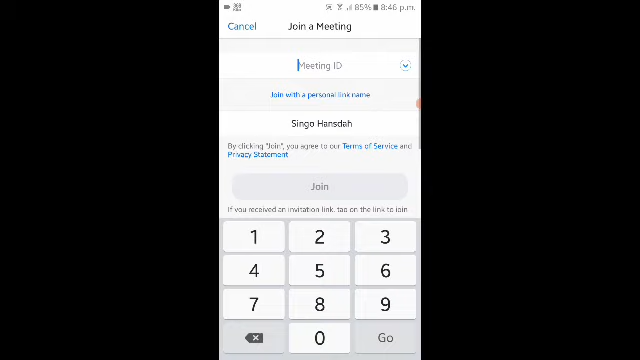 85% 8:46 p.m.
Cancel Join a Meeting
Meeting ID
Join with a personal link name
Singo Hansdah
By clicking "Join", you agree to our Terms of Service and
Privacy Statement
Join
If you received an invitation link, tap on the link to join
1 2 3
4 5 6
7 8 9
0 Go